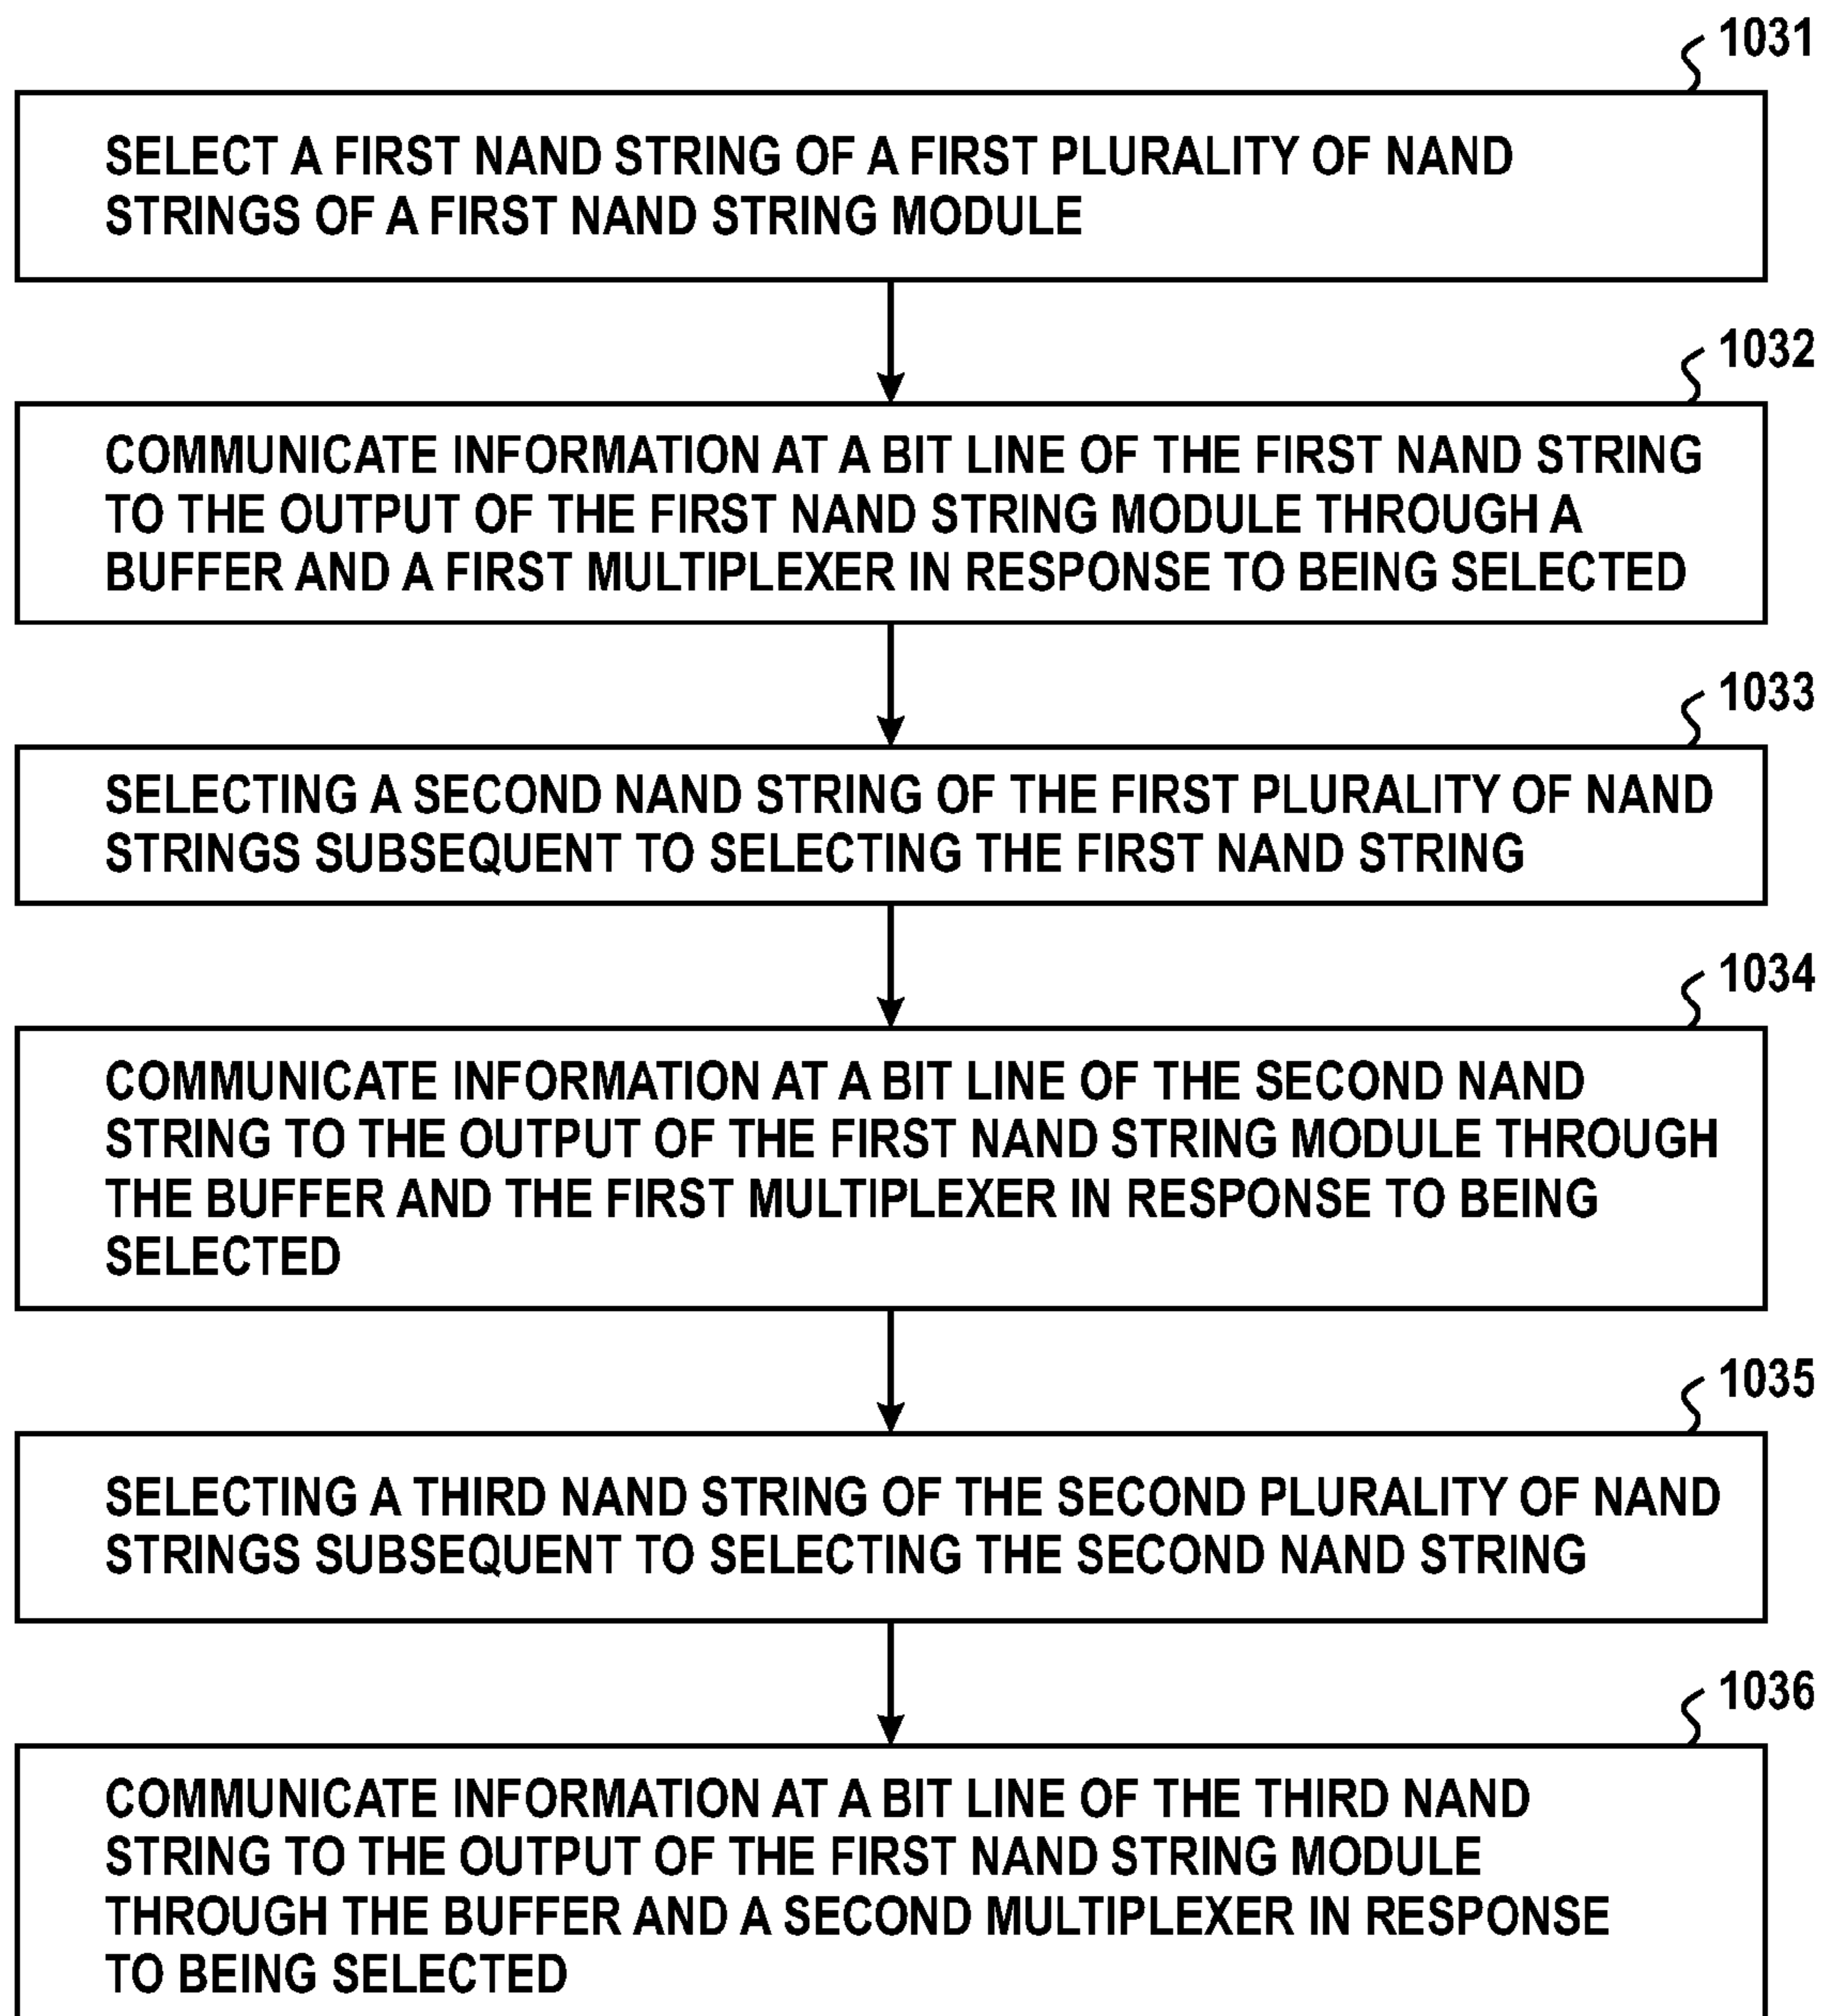 1031
SELECT A FIRST NAND STRING OF A FIRST PLURALITY OF NAND
STRINGS OF A FIRST NAND STRING MODULE
1032
COMMUNICATE INFORMATION AT A BIT LINE OF THE FIRST NAND STRING
TO THE OUTPUT OF THE FIRST NAND STRING MODULE THROUGH A
BUFFER AND A FIRST MULTIPLEXER IN RESPONSE TO BEING SELECTED
1033
SELECTING A SECOND NAND STRING OF THE FIRST PLURALITY OF NAND
STRINGS SUBSEQUENT TO SELECTING THE FIRST NAND STRING
1034
COMMUNICATE INFORMATION AT A BIT LINE OF THE SECOND NAND
STRING TO THE OUTPUT OF THE FIRST NAND STRING MODULE THROUGH
THE BUFFER AND THE FIRST MULTIPLEXER IN RESPONSE TO BEING
SELECTED
1035
SELECTING A THIRD NAND STRING OF THE SECOND PLURALITY OF NAND
STRINGS SUBSEQUENT TO SELECTING THE SECOND NAND STRING
1036
COMMUNICATE INFORMATION AT A BIT LINE OF THE THIRD NAND
STRING TO THE OUTPUT OF THE FIRST NAND STRING MODULE
THROUGH THE BUFFER AND A SECOND MULTIPLEXER IN RESPONSE
TO BEING SELECTED